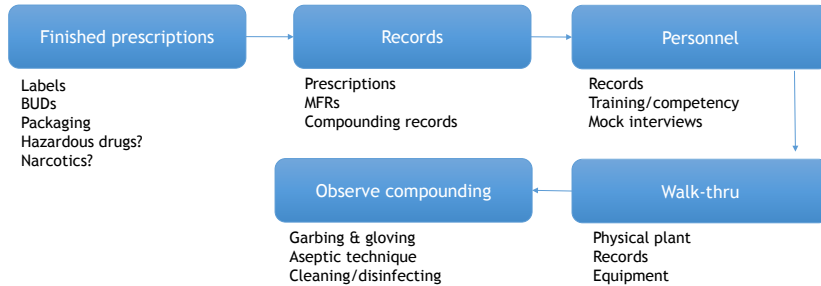 Finished prescriptions
Labels
BUDs
Packaging
Hazardous drugs?
Narcotics?
Records
Prescriptions
MFRs
Compounding records
Personnel
Records
Training/competency
Mock interviews
Walk-thru
Physical plant
Records
Equipment
Observe compounding
Garbing & gloving
Aseptic technique
Cleaning/disinfecting